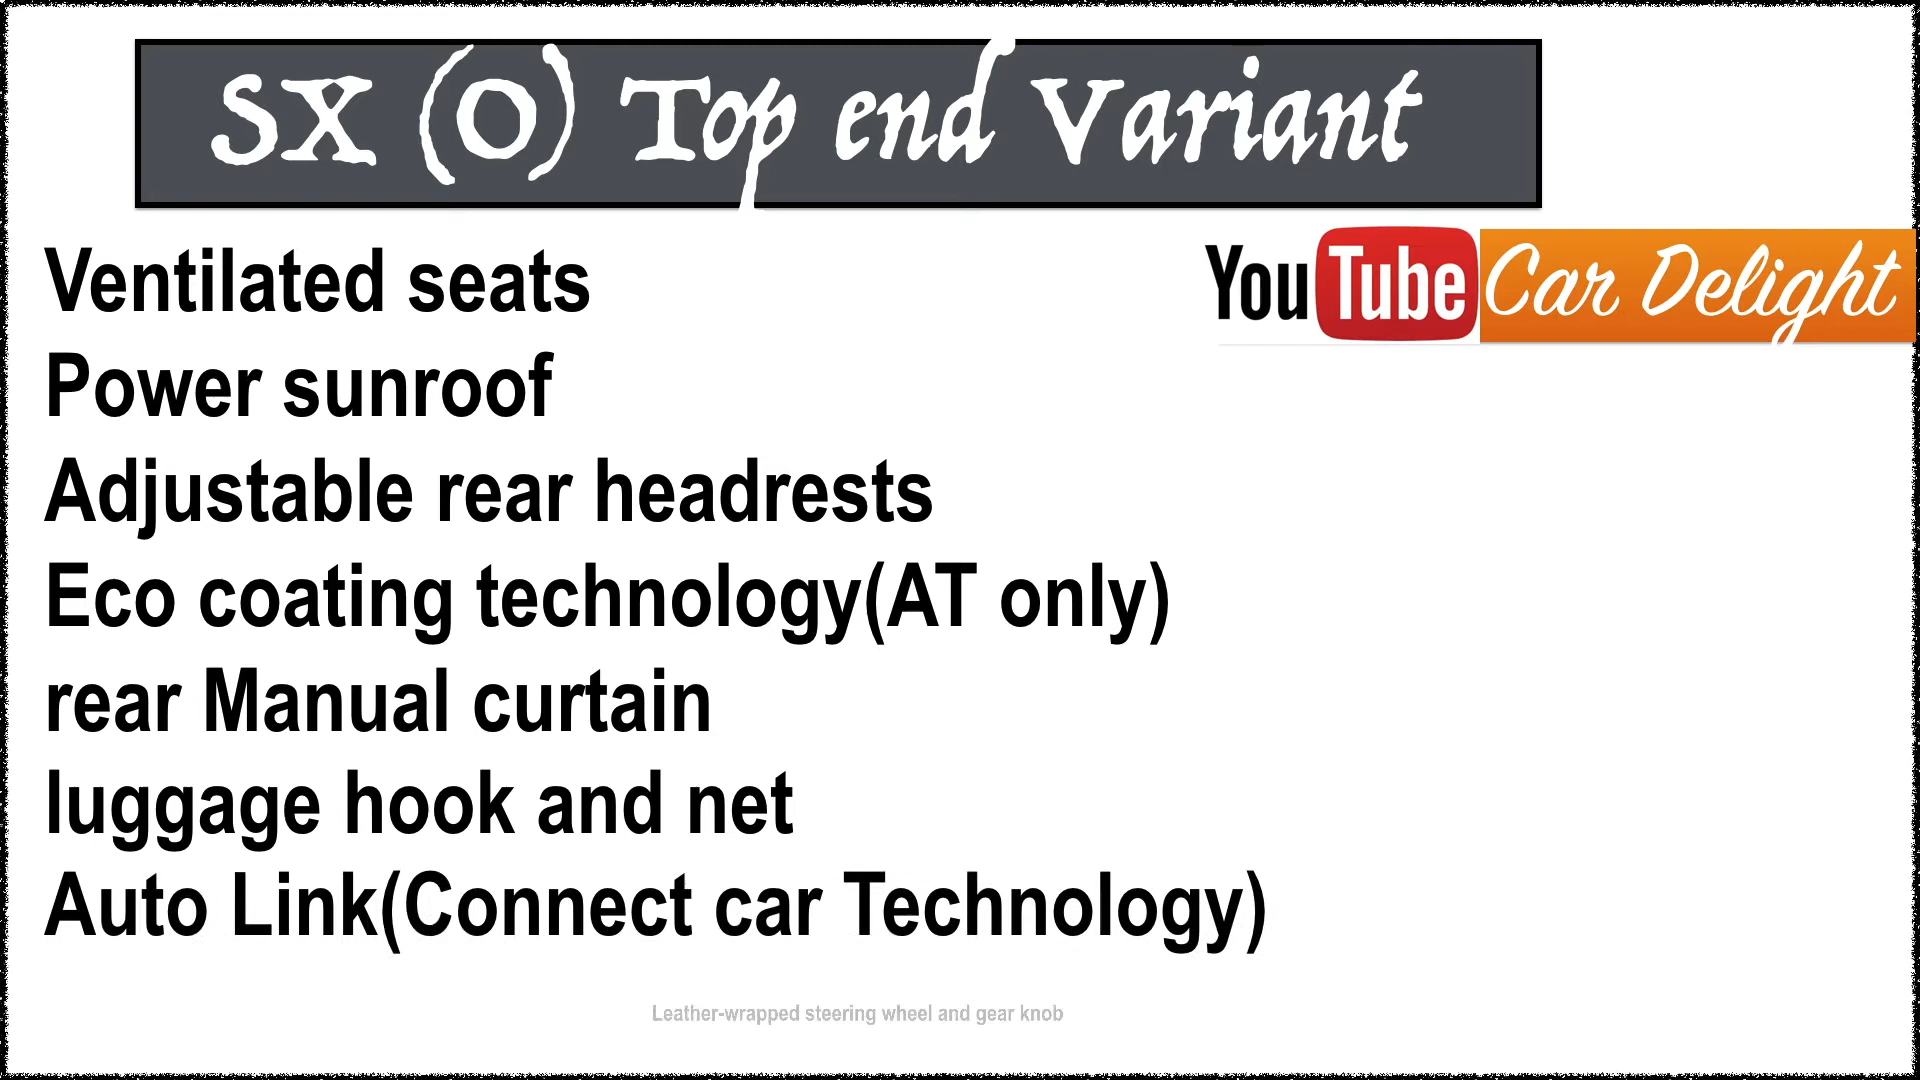 SX (O) Top end Variant
YouTube Car Delight
Ventilated seats
Power sunroof
Adjustable rear headrests
Eco coating technology(AT only)
rear Manual curtain
luggage hook and net
Auto Link(Connect car Technology)
Leather-wrapped steering wheel and gear knob